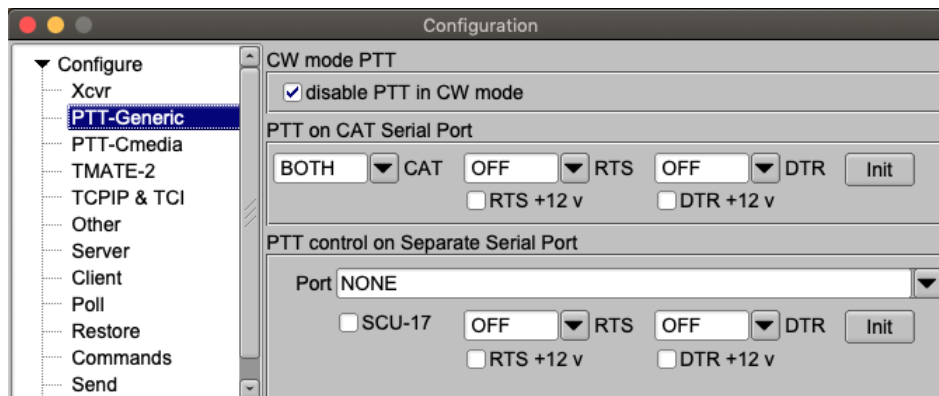 Configuration
Configure
Xcvr
PTT-Generic
PTT-Cmedia
TMATE-2
TCPIP & TCI
Other
Server
Client
Poll
Restore
Commands
Send
CW mode PTT
disable PTT in CW mode
PTT on CAT Serial Port
BOTH CAT OFF RTS OFF DTR Init
RTS +12 v DTR +12 v
PTT control on Separate Serial Port
Port NONE
SCU-17 OFF RTS OFF DTR Init
RTS +12 v DTR +12 v